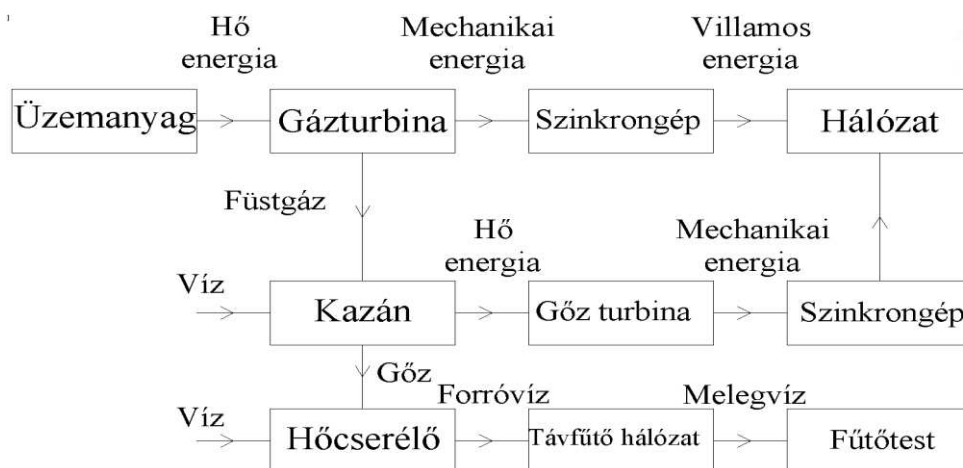 Hő
energia
Mechanikai
energia
Villamos
energia
Üzemanyag
Gázturbina
Szinkrongép
Hálózat
Füstgáz
Hő
energia
Mechanikai
energia
Víz
Kazán
Gőz turbina
Szinkrongép
Gőz
Forróvíz
Melegvíz
Víz
Hőcserélő
Távfűtő hálózat
Fűtőtest